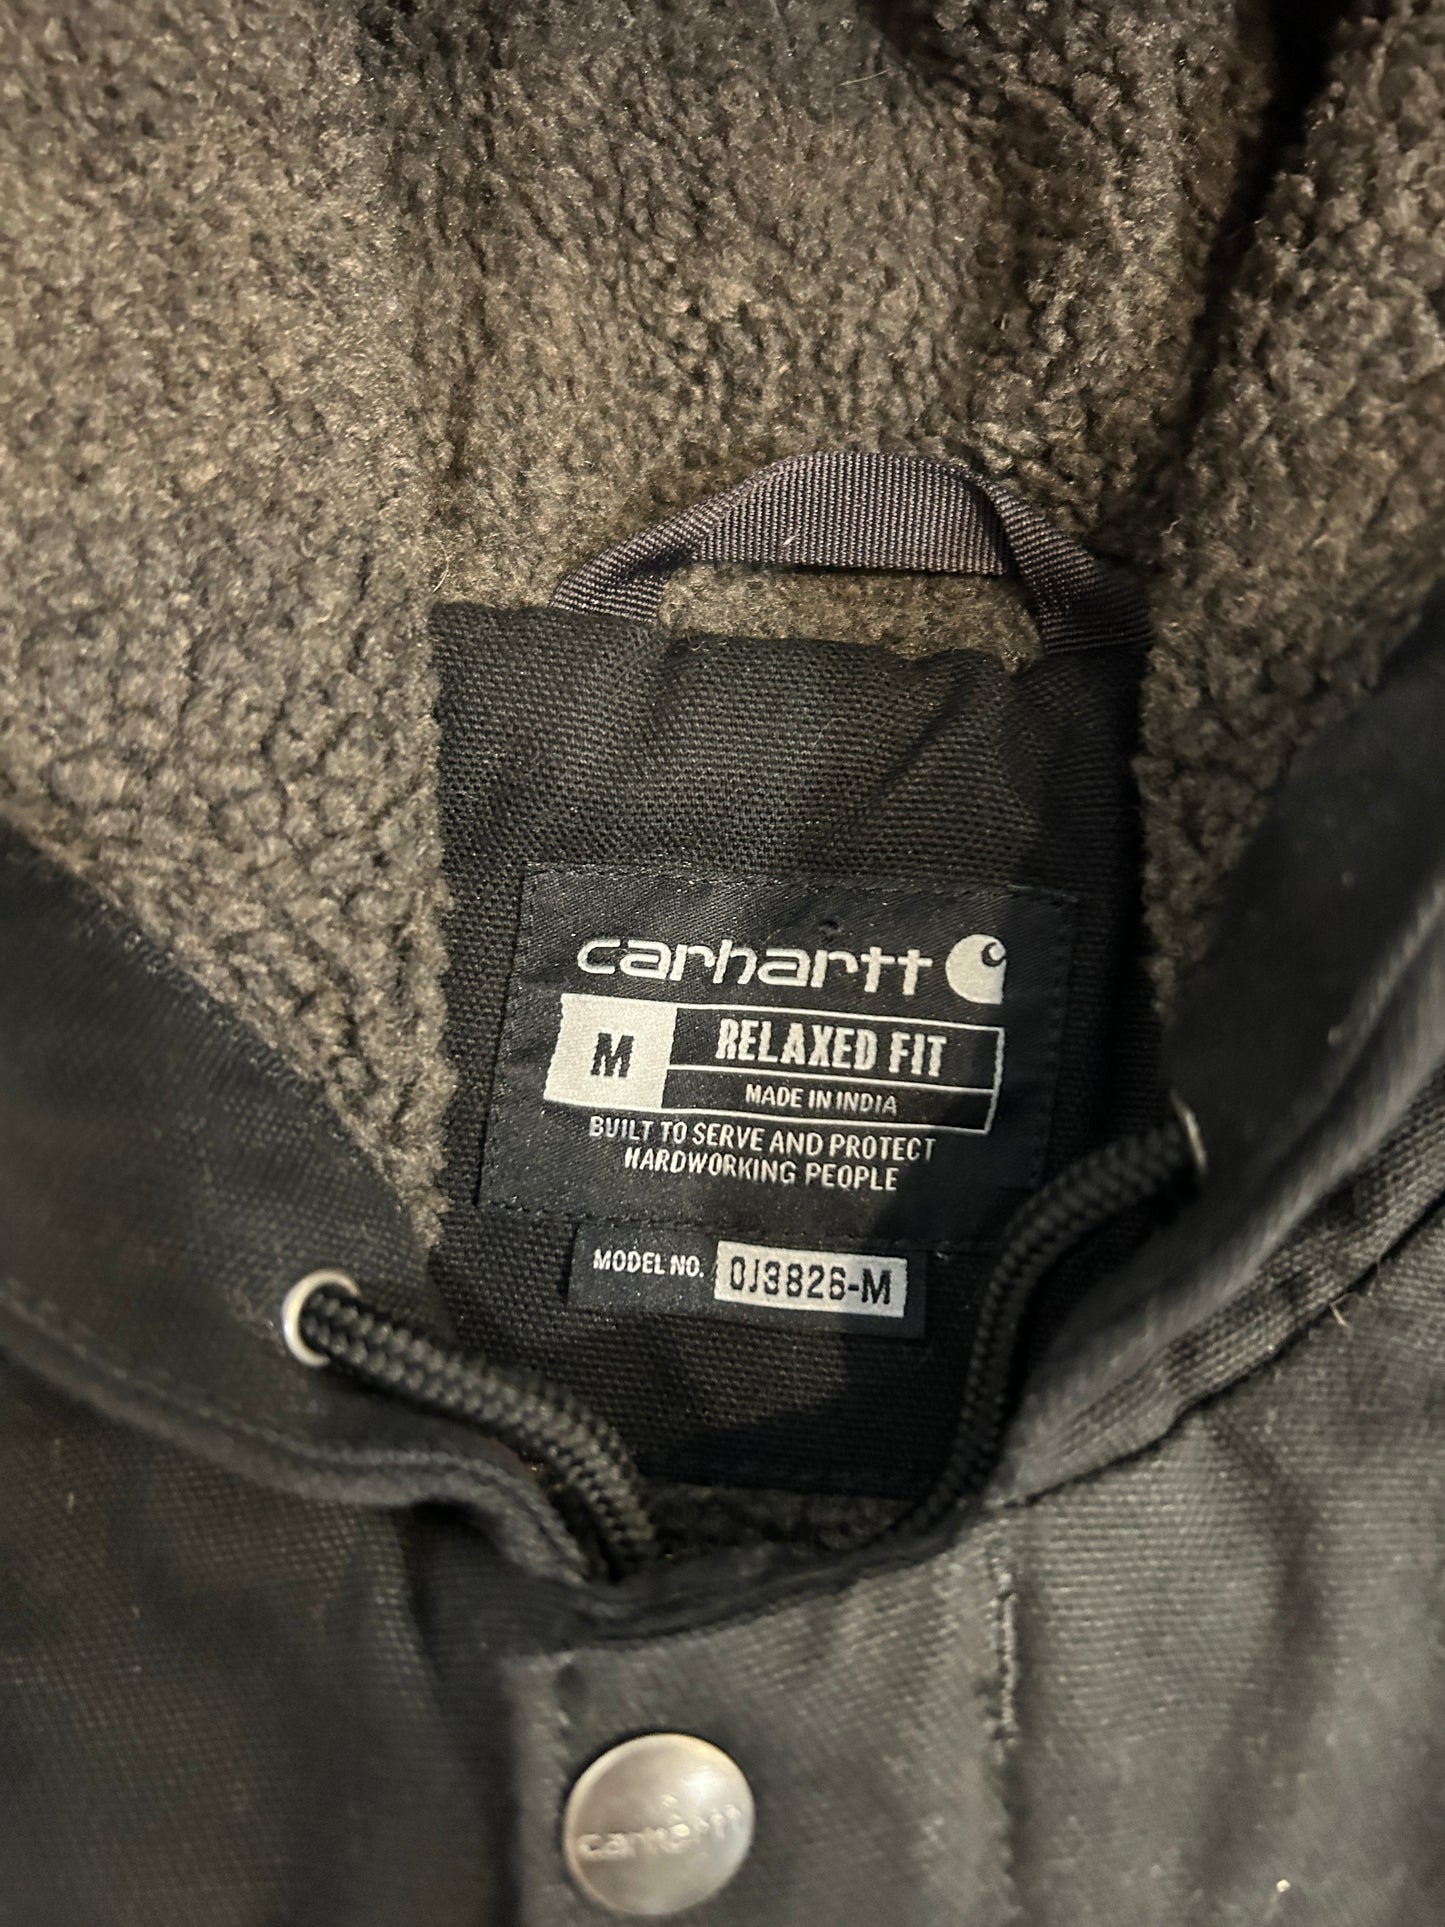 carhartt
M RELAXED FIT
MADE IN INDIA
BUILT TO SERVE AND PROTECT
HARDWORKING PEOPLE
MODEL NO. OJ3826-M
carhartt